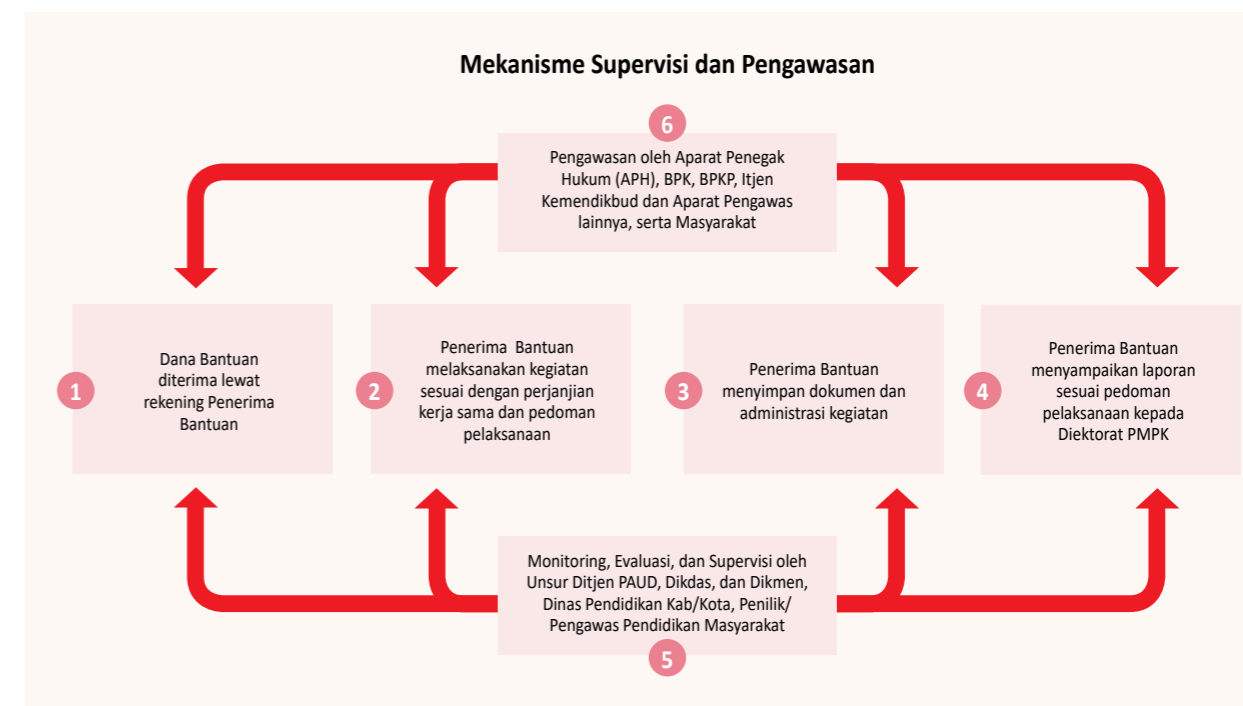 Mekanisme Supervisi dan Pengawasan
6
Pengawasan oleh Aparat Penegak
Hukum (APH), BPK, BPKP, Itjen
Kemendikbud dan Aparat Pengawas
lainnya, serta Masyarakat
1
Dana Bantuan
diterima lewat
rekening Penerima
Bantuan
2
Penerima Bantuan
melaksanakan kegiatan
sesuai dengan perjanjian
kerja sama dan pedoman
pelaksanaan
3
Penerima Bantuan
menyimpan dokumen dan
administrasi kegiatan
4
Penerima Bantuan
menyampaikan laporan
sesuai pedoman
pelaksanaan kepada
Diektorat PMPK
Monitoring, Evaluasi, dan Supervisi oleh
Unsur Ditjen PAUD, Dikdas, dan Dikmen,
Dinas Pendidikan Kab/Kota, Penilik/
Pengawas Pendidikan Masyarakat
5